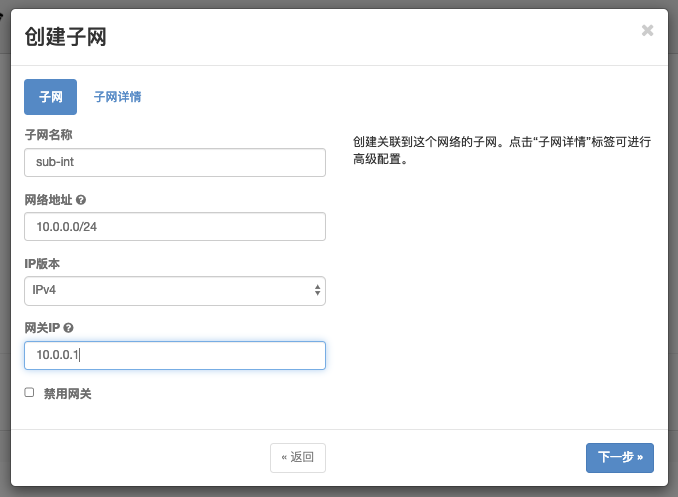 创建子网
×
子网 子网详情
子网名称
sub-int
创建关联到这个网络的子网。点击“子网详情”标签可进行
高级配置。
网络地址
10.0.0.0/24
IP版本
IPv4
网关IP
10.0.0.1
禁用网关
« 返回 下一步 »